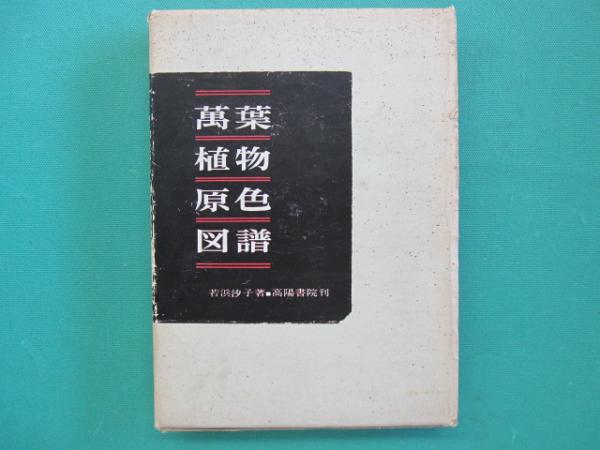 萬葉
植物
原色
図譜
若浜汐子著■高陽書院刊